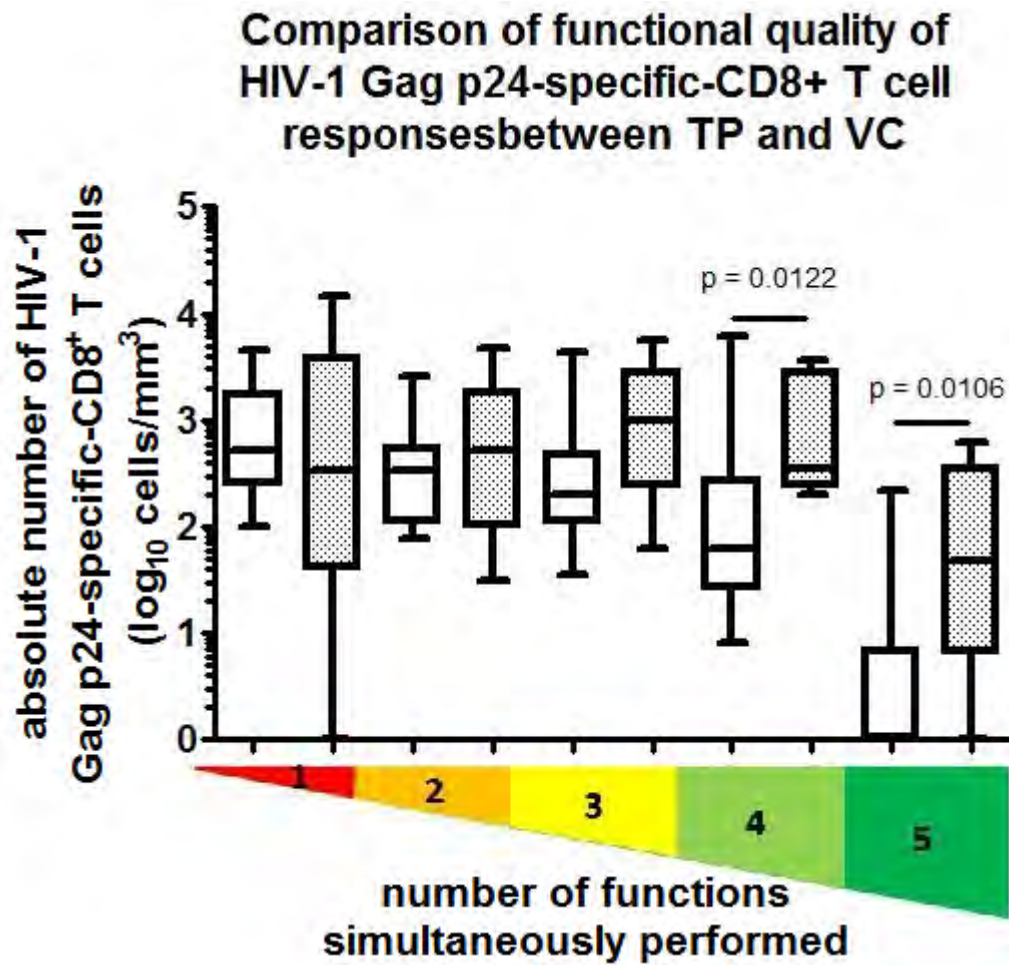 Comparison of functional quality of
HIV-1 Gag p24-specific-CD8+ T cell
responsesbetween TP and VC
absolute number of HIV-1
Gag p24-specific-CD8⁺ T cells
(log₁₀ cells/mm³)
5
4
3
2
1
0
p = 0.0122
p = 0.0106
1
2
3
4
5
number of functions
simultaneously performed